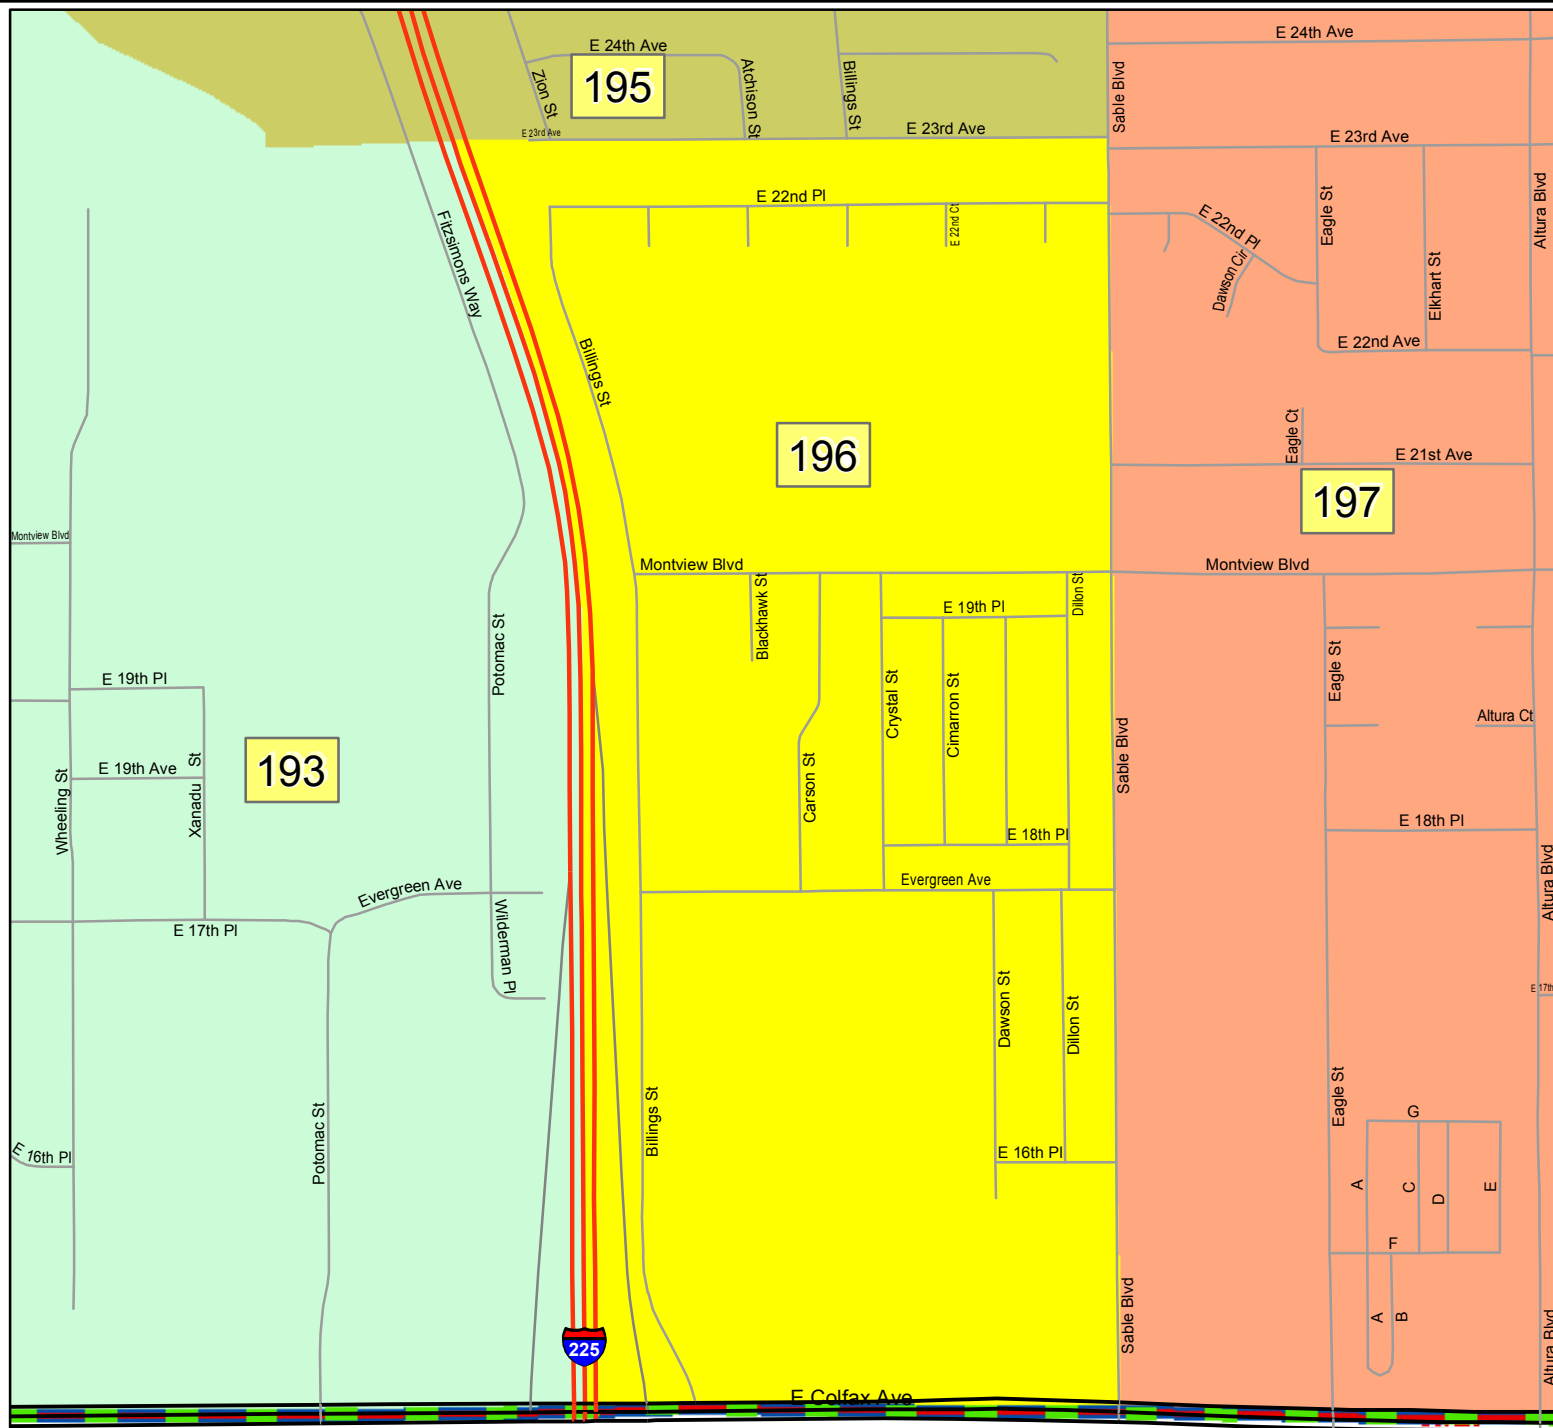 E 24th Ave
E 24th Ave
195
Zion St
Atchison St
Billings St
Sable Blvd
E 23rd Ave
E 23rd Ave
E 23rd Ave
E 22nd Pl
E 22nd Ct
E 22nd Pl
Eagle St
Altura Blvd
Fitzsimons Way
Dawson Cir
Elkhart St
E 22nd Ave
Billings St
196
Eagle Ct
E 21st Ave
197
Montview Blvd
Montview Blvd
Montview Blvd
Blackhawk St
Dillon St
E 19th Pl
Potomac St
Eagle St
E 19th Pl
Crystal St
Cimarron St
Altura Ct
Sable Blvd
193
E 19th Ave
Xanadu St
Wheeling St
Carson St
E 18th Pl
E 18th Pl
Evergreen Ave
Evergreen Ave
Altura Blvd
E 17th Pl
Wilderman Pl
E 17th
Dawson St
Dillon St
Eagle St
Billings St
Potomac St
G
E 16th Pl
E 16th Pl
A
C
D
E
F
Sable Blvd
A
B
Altura Blvd
225
E Colfax Ave